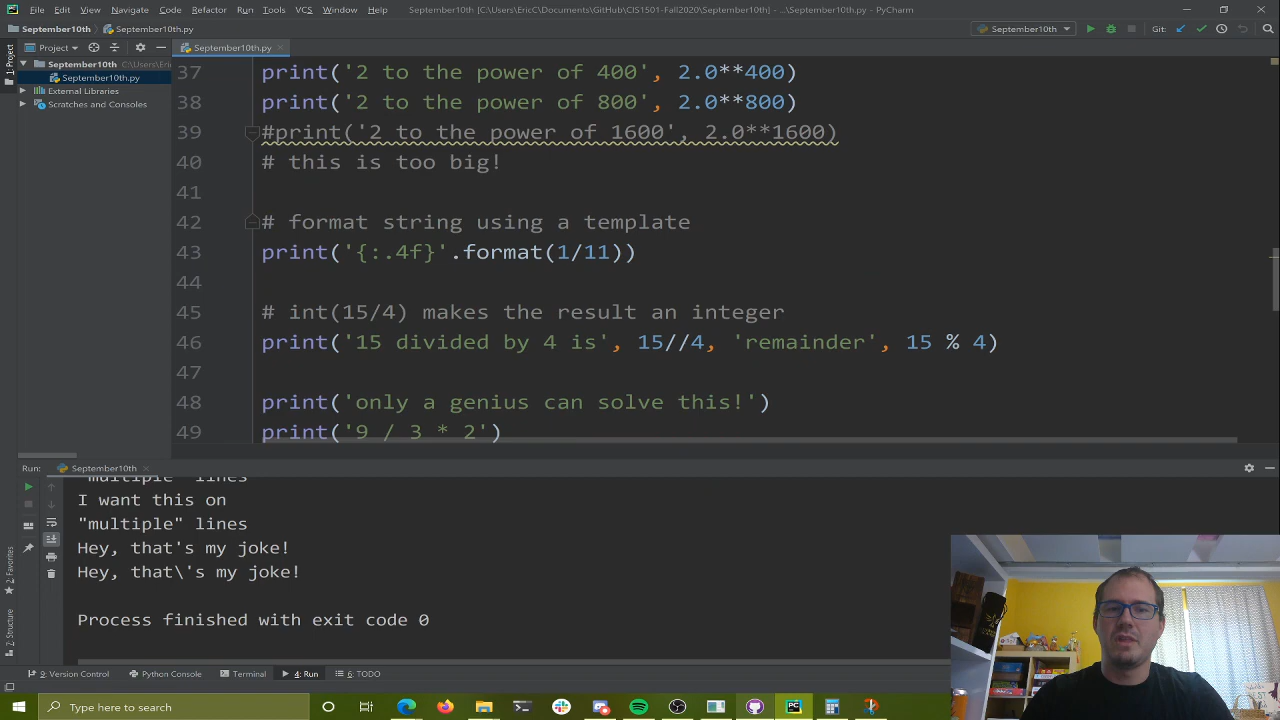 File Edit View Navigate Code Refactor Run Tools VCS Window Help September10th [C:\Users\EricC\Documents\GitHub\CIS1501-Fall2020\September10th] - ...\September10th.py - PyCharm
September10th September10th.py September10th Git:
Project September10th.py
1: Project
September10th C:\Users\Eric
September10th.py
External Libraries
Scratches and Consoles
37 print('2 to the power of 400', 2.0**400)
38 print('2 to the power of 800', 2.0**800)
39 #print('2 to the power of 1600', 2.0**1600)
40 # this is too big!
41
42 # format string using a template
43 print('{:.4f}'.format(1/11))
44
45 # int(15/4) makes the result an integer
46 print('15 divided by 4 is', 15//4, 'remainder', 15 % 4)
47
48 print('only a genius can solve this!')
49 print('9 / 3 * 2')
Run: September10th
"multiple" lines
I want this on
"multiple" lines
Hey, that's my joke!
Hey, that\'s my joke!
Process finished with exit code 0
2: Favorites
7: Structure
9: Version Control Python Console Terminal 4: Run 6: TODO
Type here to search